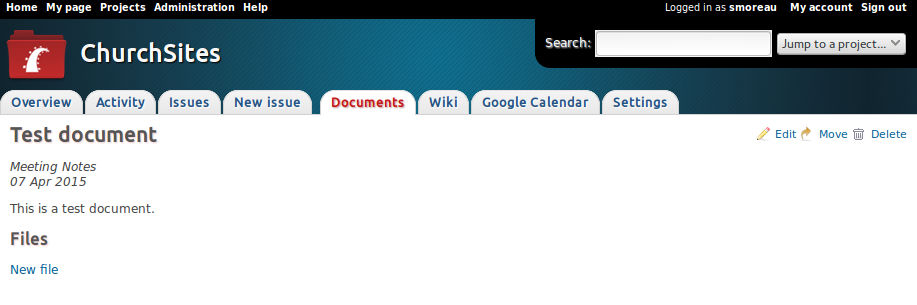 Home My page Projects Administration Help Logged in as smoreau My account Sign out
ChurchSites Search: Jump to a project...
Overview Activity Issues New issue Documents Wiki Google Calendar Settings
Test document Edit Move Delete
Meeting Notes
07 Apr 2015
This is a test document.
Files
New file